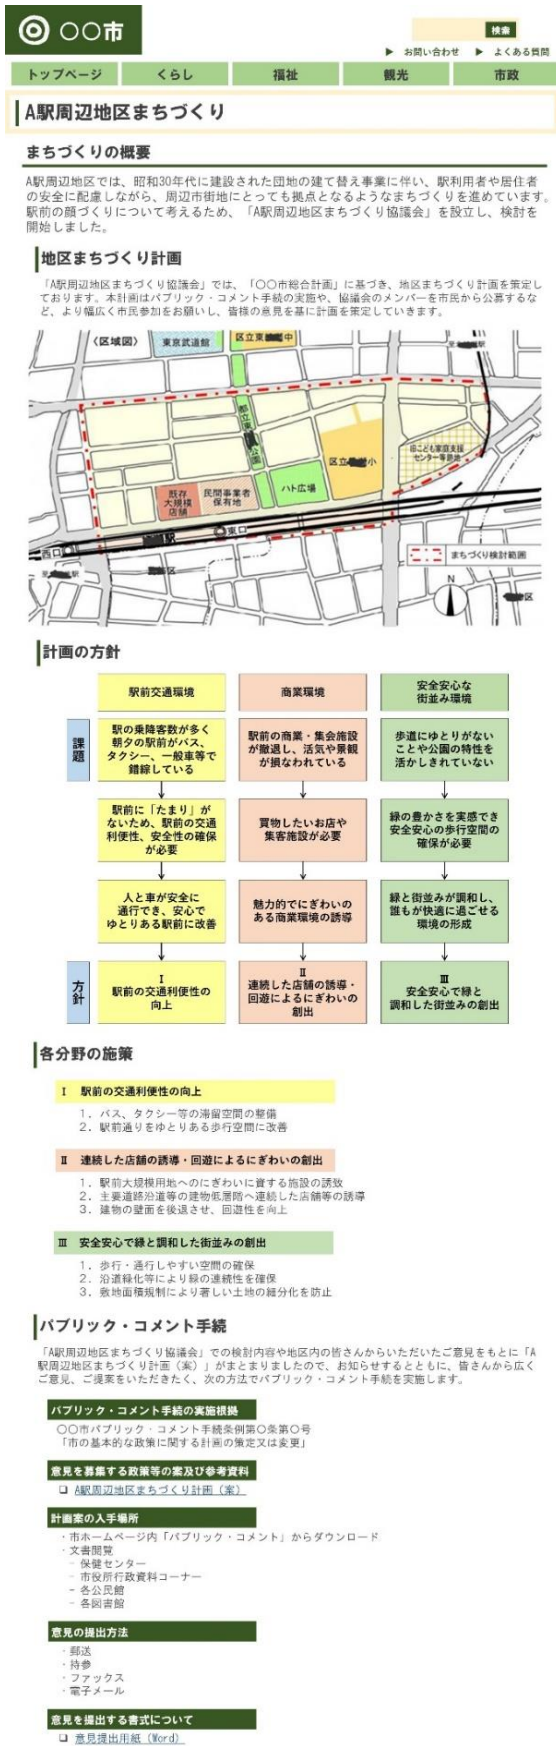 〇〇市
検索
▶ お問い合わせ ▶ よくある質問
トップページ くらし 福祉 観光 市政
A駅周辺地区まちづくり
まちづくりの概要
A駅周辺地区では、昭和30年代に建設された団地の建て替え事業に伴い、駅利用者や居住者
の安全に配慮しながら、周辺市街地にとっても拠点となるようなまちづくりを進めています。
駅前の顔づくりについて考えるため、「A駅周辺地区まちづくり協議会」を設立し、検討を
開始しました。
地区まちづくり計画
「A駅周辺地区まちづくり協議会」では、「〇〇市総合計画」に基づき、地区まちづくり計画を策定し
ております。本計画はパブリック・コメント手続の実施や、協議会のメンバーを市民から公募するな
ど、より幅広く市民参加をお願いし、皆様の意見を基に計画を策定していきます。
〈区域図〉
東京武道館
区立東 中
至 駅
都立東 公園
区立 小
旧こども家庭支援
センター等跡地
既存
大規模
店舗
民間事業者
保有地
ハト広場
東口
西口
駅
至 駅
区
まちづくり検討範囲
N
区
計画の方針
駅前交通環境
商業環境
安全安心な
街並み環境
課題
駅の乗降客数が多く
朝夕の駅前がバス、
タクシー、一般車等で
錯綜している
駅前の商業・集会施設
が撤退し、活気や景観
が損なわれている
歩道にゆとりがない
ことや公園の特性を
活かしきれていない
駅前に「たまり」が
ないため、駅前の交通
利便性、安全性の確保
が必要
買物したいお店や
集客施設が必要
緑の豊かさを実感でき
安全安心の歩行空間の
確保が必要
人と車が安全に
通行でき、安心で
ゆとりある駅前に改善
魅力的でにぎわいの
ある商業環境の誘導
緑と街並みが調和し、
誰もが快適に過ごせる
環境の形成
方針
Ⅰ
駅前の交通利便性の
向上
Ⅱ
連続した店舗の誘導・
回遊によるにぎわいの
創出
Ⅲ
安全安心で緑と
調和した街並みの創出
各分野の施策
Ⅰ 駅前の交通利便性の向上
1. バス、タクシー等の滞留空間の整備
2. 駅前通りをゆとりある歩行空間に改善
Ⅱ 連続した店舗の誘導・回遊によるにぎわいの創出
1. 駅前大規模用地へのにぎわいに資する施設の誘致
2. 主要道路沿道等の建物低層階へ連続した店舗等の誘導
3. 建物の壁面を後退させ、回遊性を向上
Ⅲ 安全安心で緑と調和した街並みの創出
1. 歩行・通行しやすい空間の確保
2. 沿道緑化等により緑の連続性を確保
3. 敷地面積規制により著しい土地の細分化を防止
パブリック・コメント手続
「A駅周辺地区まちづくり協議会」での検討内容や地区内の皆さんからいただいたご意見をもとに「A
駅周辺地区まちづくり計画（案）」がまとまりましたので、お知らせするとともに、皆さんから広く
ご意見、ご提案をいただきたく、次の方法でパブリック・コメント手続を実施します。
パブリック・コメント手続の実施根拠
〇〇市パブリック・コメント手続条例第〇条第〇号
「市の基本的な政策に関する計画の策定又は変更」
意見を募集する政策等の案及び参考資料
❏ A駅周辺地区まちづくり計画（案）
計画案の入手場所
・市ホームページ内「パブリック・コメント」からダウンロード
・文書閲覧
- 保健センター
- 市役所行政資料コーナー
- 各公民館
- 各図書館
意見の提出方法
・郵送
・持参
・ファックス
・電子メール
意見を提出する書式について
❏ 意見提出用紙（Word）